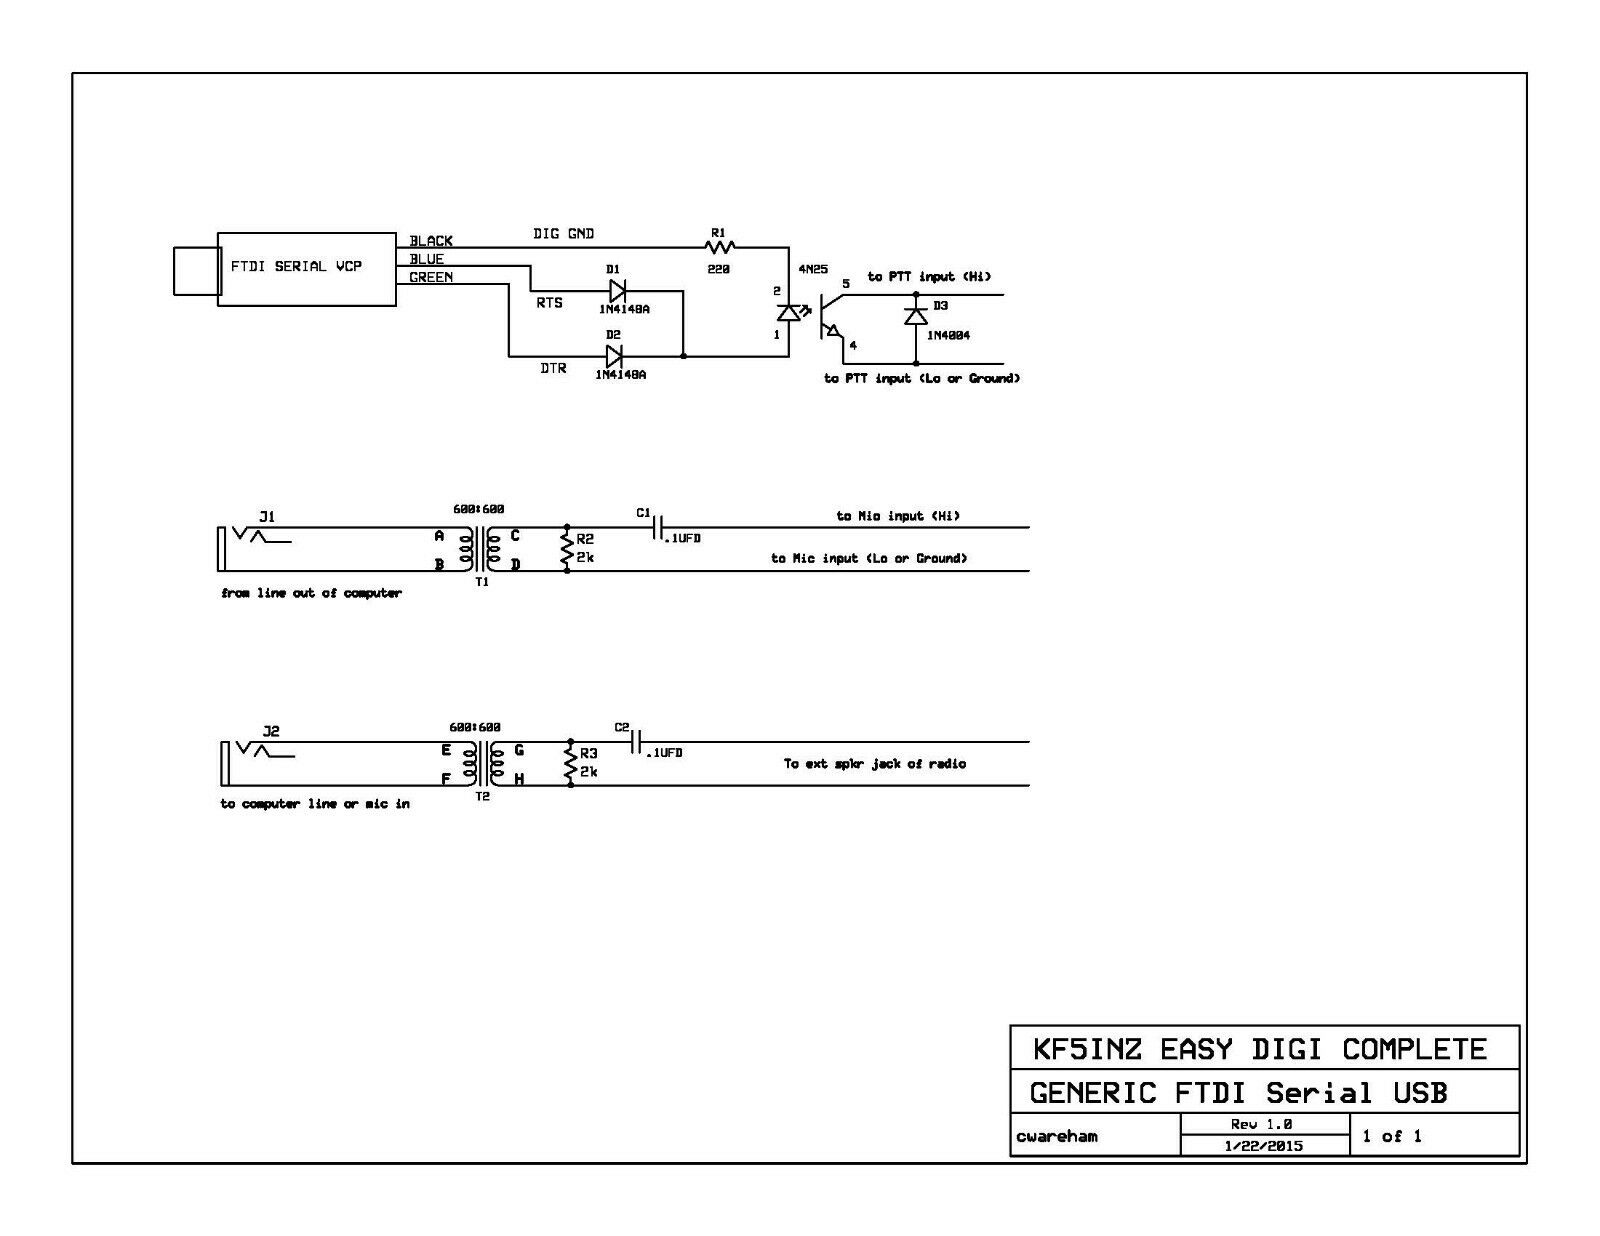 DIG GND
R1
BLACK
BLUE
GREEN
FTDI SERIAL VCP
220
D1
RTS
1N4148A
D2
DTR
1N4148A
4N25
2
1
5
4
to PTT input (Hi)
D3
1N4004
to PTT input (Lo or Ground)
J1
600:600
A
B
C
D
T1
R2
2k
C1
.1UFD
to Mic input (Hi)
to Mic input (Lo or Ground)
from line out of computer
J2
600:600
E
F
G
H
T2
R3
2k
C2
.1UFD
To ext spkr jack of radio
to computer line or mic in
KF5INZ EASY DIGI COMPLETE
GENERIC FTDI Serial USB
cwareham
Rev 1.0
1/22/2015
1 of 1